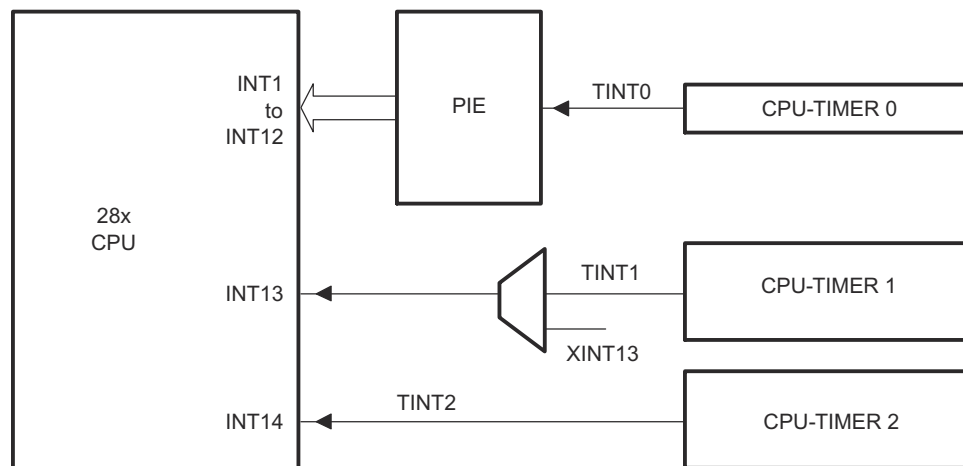 INT1
to
INT12
PIE
TINT0
CPU-TIMER 0
28x
CPU
INT13
TINT1
CPU-TIMER 1
XINT13
INT14
TINT2
CPU-TIMER 2